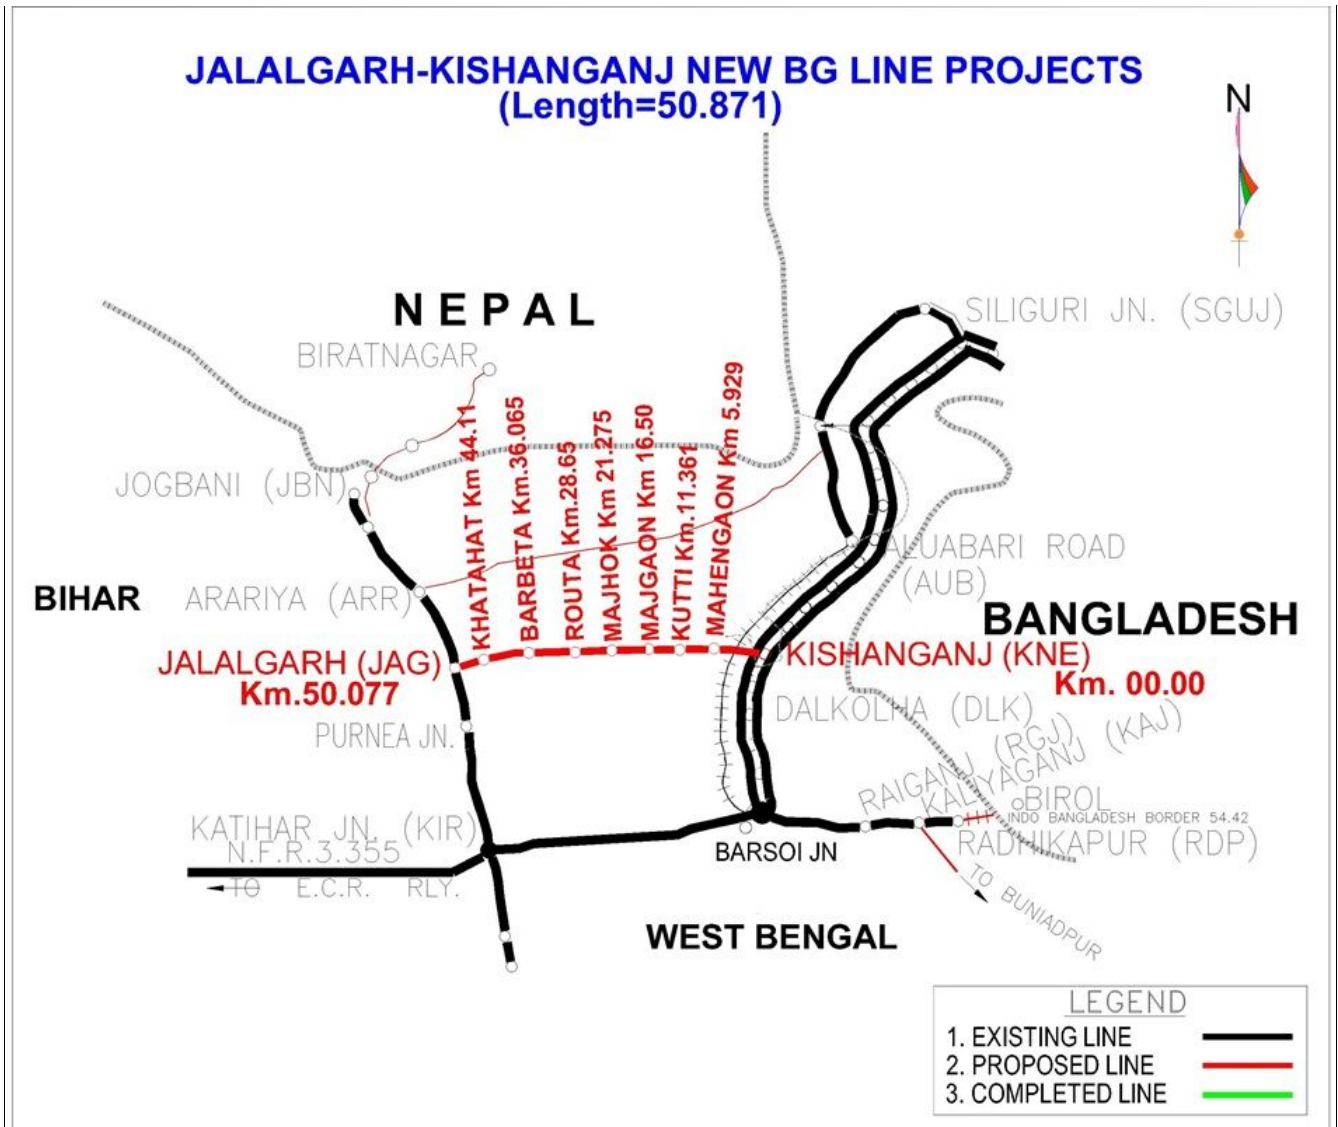 JALALGARH-KISHANGANJ NEW BG LINE PROJECTS
(Length=50.871)
N
NEPAL
SILIGURI JN. (SGUJ)
BIRATNAGAR
KHATAHAT Km 44.11
BARBETA Km.36.065
ROUTA Km.28.65
MAJHOK Km 21.275
MAJGAON Km 16.50
KUTTI Km.11.361
MAHENGAON Km 5.929
JOGBANI (JBN)
ALUABARI ROAD
(AUB)
BIHAR
ARARIYA (ARR)
BANGLADESH
JALALGARH (JAG)
Km.50.077
KISHANGANJ (KNE)
Km. 00.00
DALKOLHA (DLK)
PURNEA JN.
RAIGANJ (RGJ)
KALIYAGANJ (KAJ)
BIROL
INDO BANGLADESH BORDER 54.42
RADHIKAPUR (RDP)
KATIHAR JN. (KIR)
N.F.R.3.355
TO E.C.R. RLY.
BARSOI JN
TO BUNIADPUR
WEST BENGAL
LEGEND
1. EXISTING LINE
2. PROPOSED LINE
3. COMPLETED LINE